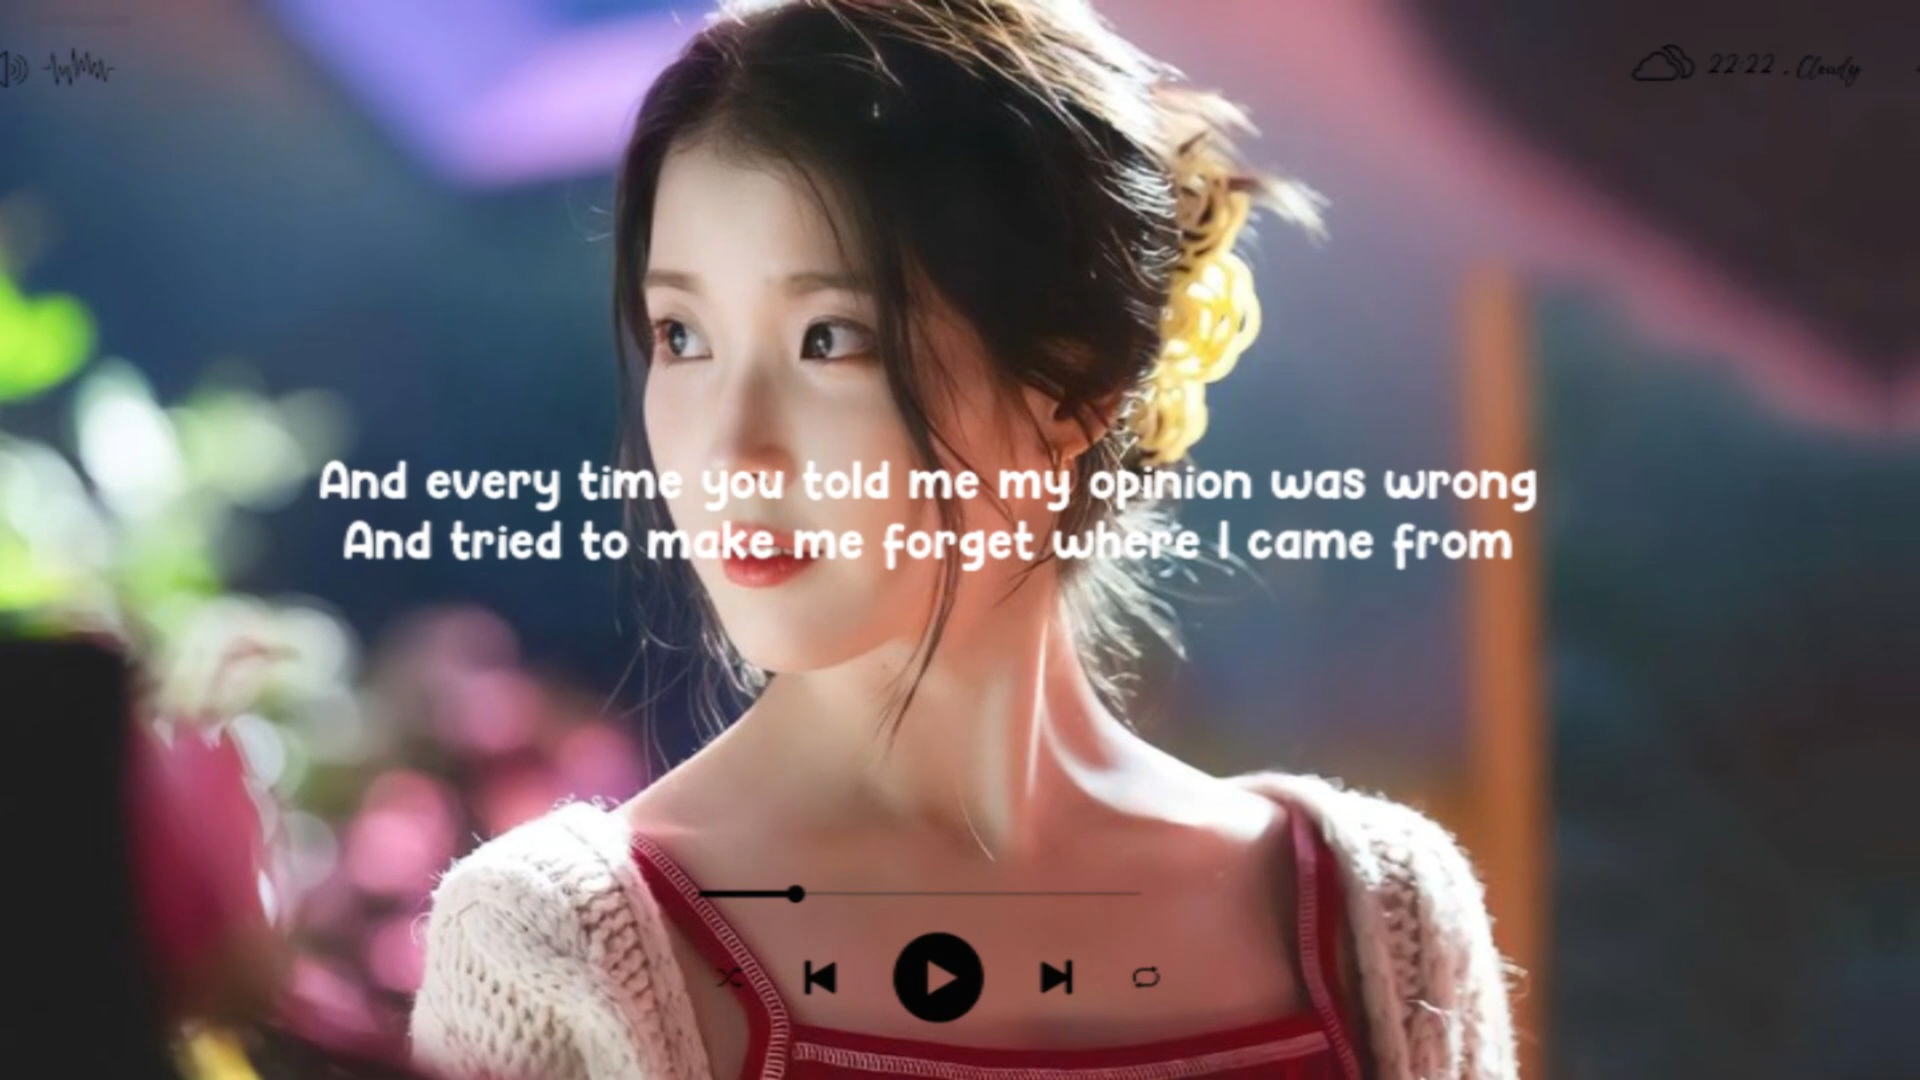 22:22 . Cloudy
And every time you told me my opinion was wrong
And tried to make me forget where I came from